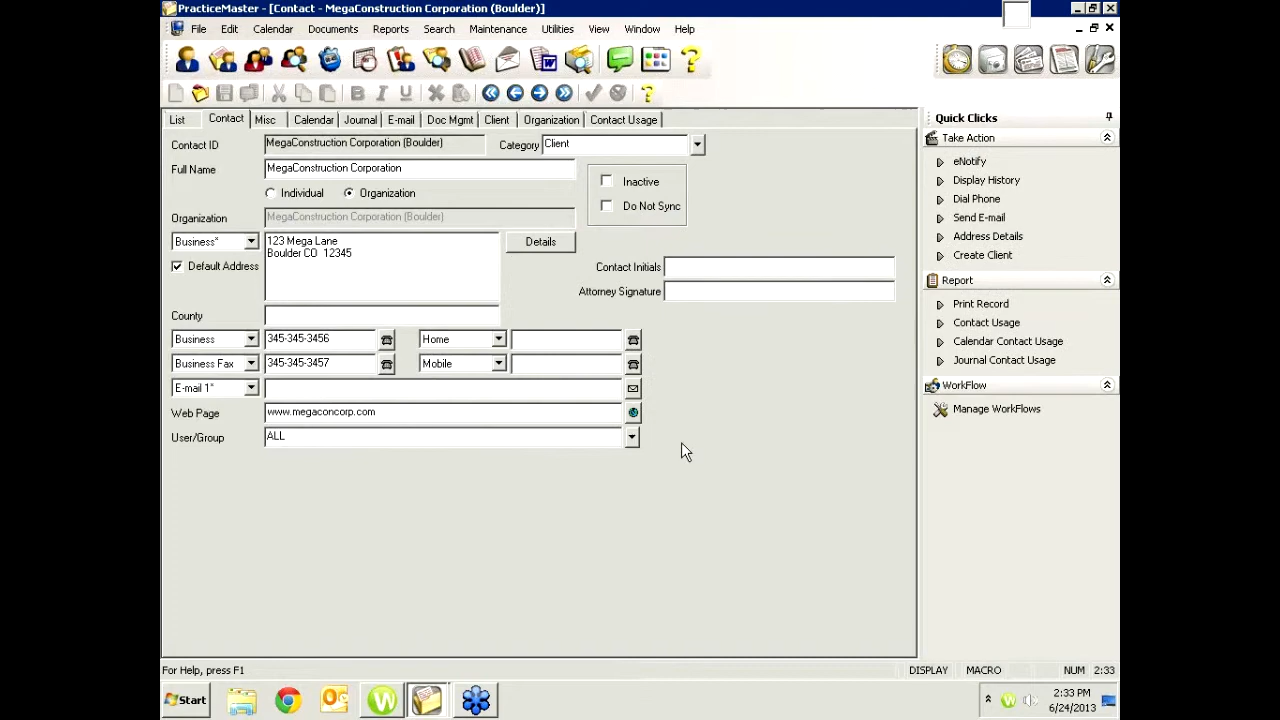 PracticeMaster - [Contact - MegaConstruction Corporation (Boulder)]
File Edit Calendar Documents Reports Search Maintenance Utilities View Window Help
List Contact Misc Calendar Journal E-mail Doc Mgmt Client Organization Contact Usage
Contact ID MegaConstruction Corporation (Boulder) Category Client
Full Name MegaConstruction Corporation
Individual Organization
Inactive
Do Not Sync
Organization MegaConstruction Corporation (Boulder)
Business* 123 Mega Lane Details
Boulder CO 12345
Default Address
Contact Initials
Attorney Signature
County
Business 345-345-3456 Home
Business Fax 345-345-3457 Mobile
E-mail 1*
Web Page www.megaconcorp.com
User/Group ALL
Quick Clicks
Take Action
eNotify
Display History
Dial Phone
Send E-mail
Address Details
Create Client
Report
Print Record
Contact Usage
Calendar Contact Usage
Journal Contact Usage
WorkFlow
Manage WorkFlows
For Help, press F1 DISPLAY MACRO NUM 2:33
Start 2:33 PM
6/24/2013